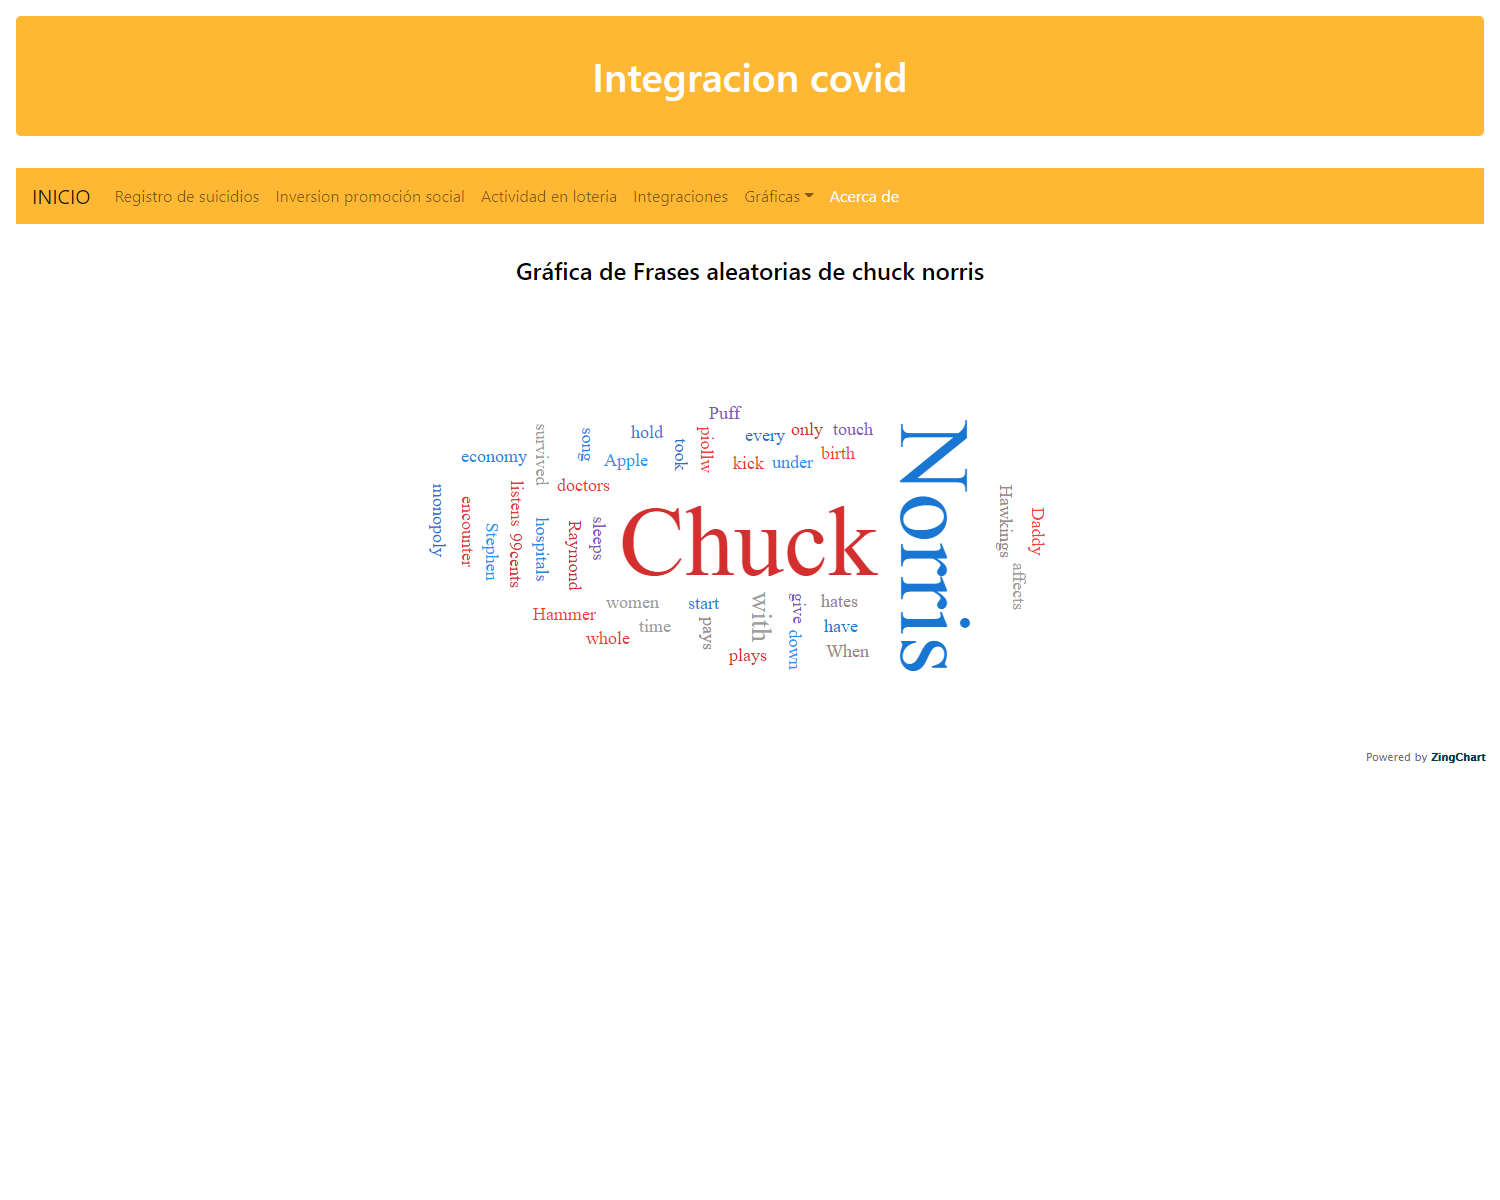 Integracion covid
INICIO Registro de suicidios Inversion promoción social Actividad en loteria Integraciones Gráficas Acerca de
Gráfica de Frases aleatorias de chuck norris
Puff
survived
song
hold
took
piollw
every
only
touch
economy
Apple
kick
under
birth
doctors
monopoly
encounter
listens
Stephen
99cents
hospitals
Raymond
sleeps
Chuck
Norris
Hawkings
Daddy
affects
Hammer
women
start
with
give
hates
whole
time
pays
plays
down
have
When
Powered by ZingChart